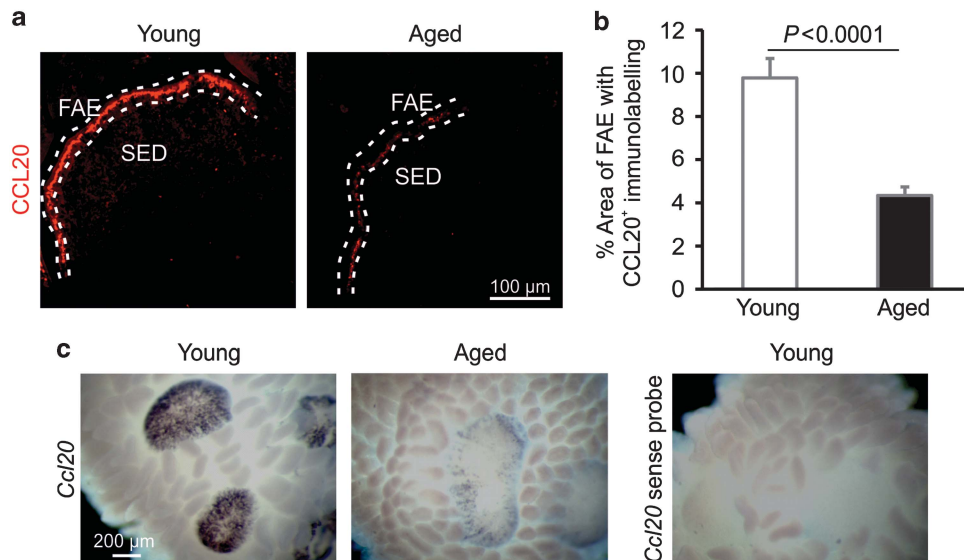 a
Young
Aged
CCL20
FAE
SED
FAE
SED
100 µm
b
P<0.0001
% Area of FAE with
CCL20⁺ immunolabelling
12
10
8
6
4
2
0
Young
Aged
c
Young
Aged
Young
Ccl20
200 µm
Ccl20 sense probe